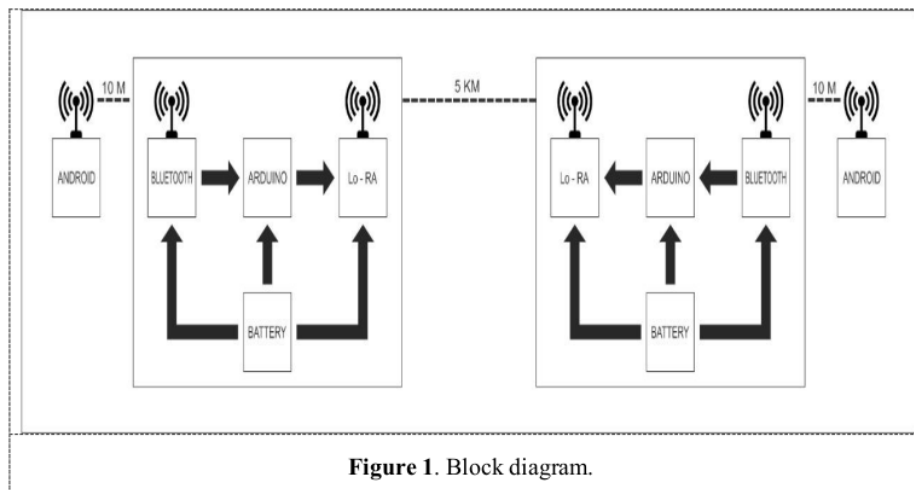 10 M
5 KM
10 M
ANDROID
BLUETOOTH
ARDUINO
Lo - RA
Lo - RA
ARDUINO
BLUETOOTH
ANDROID
BATTERY
BATTERY
Figure 1. Block diagram.